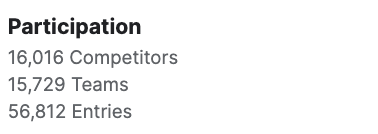 Participation
16,016 Competitors
15,729 Teams
56,812 Entries